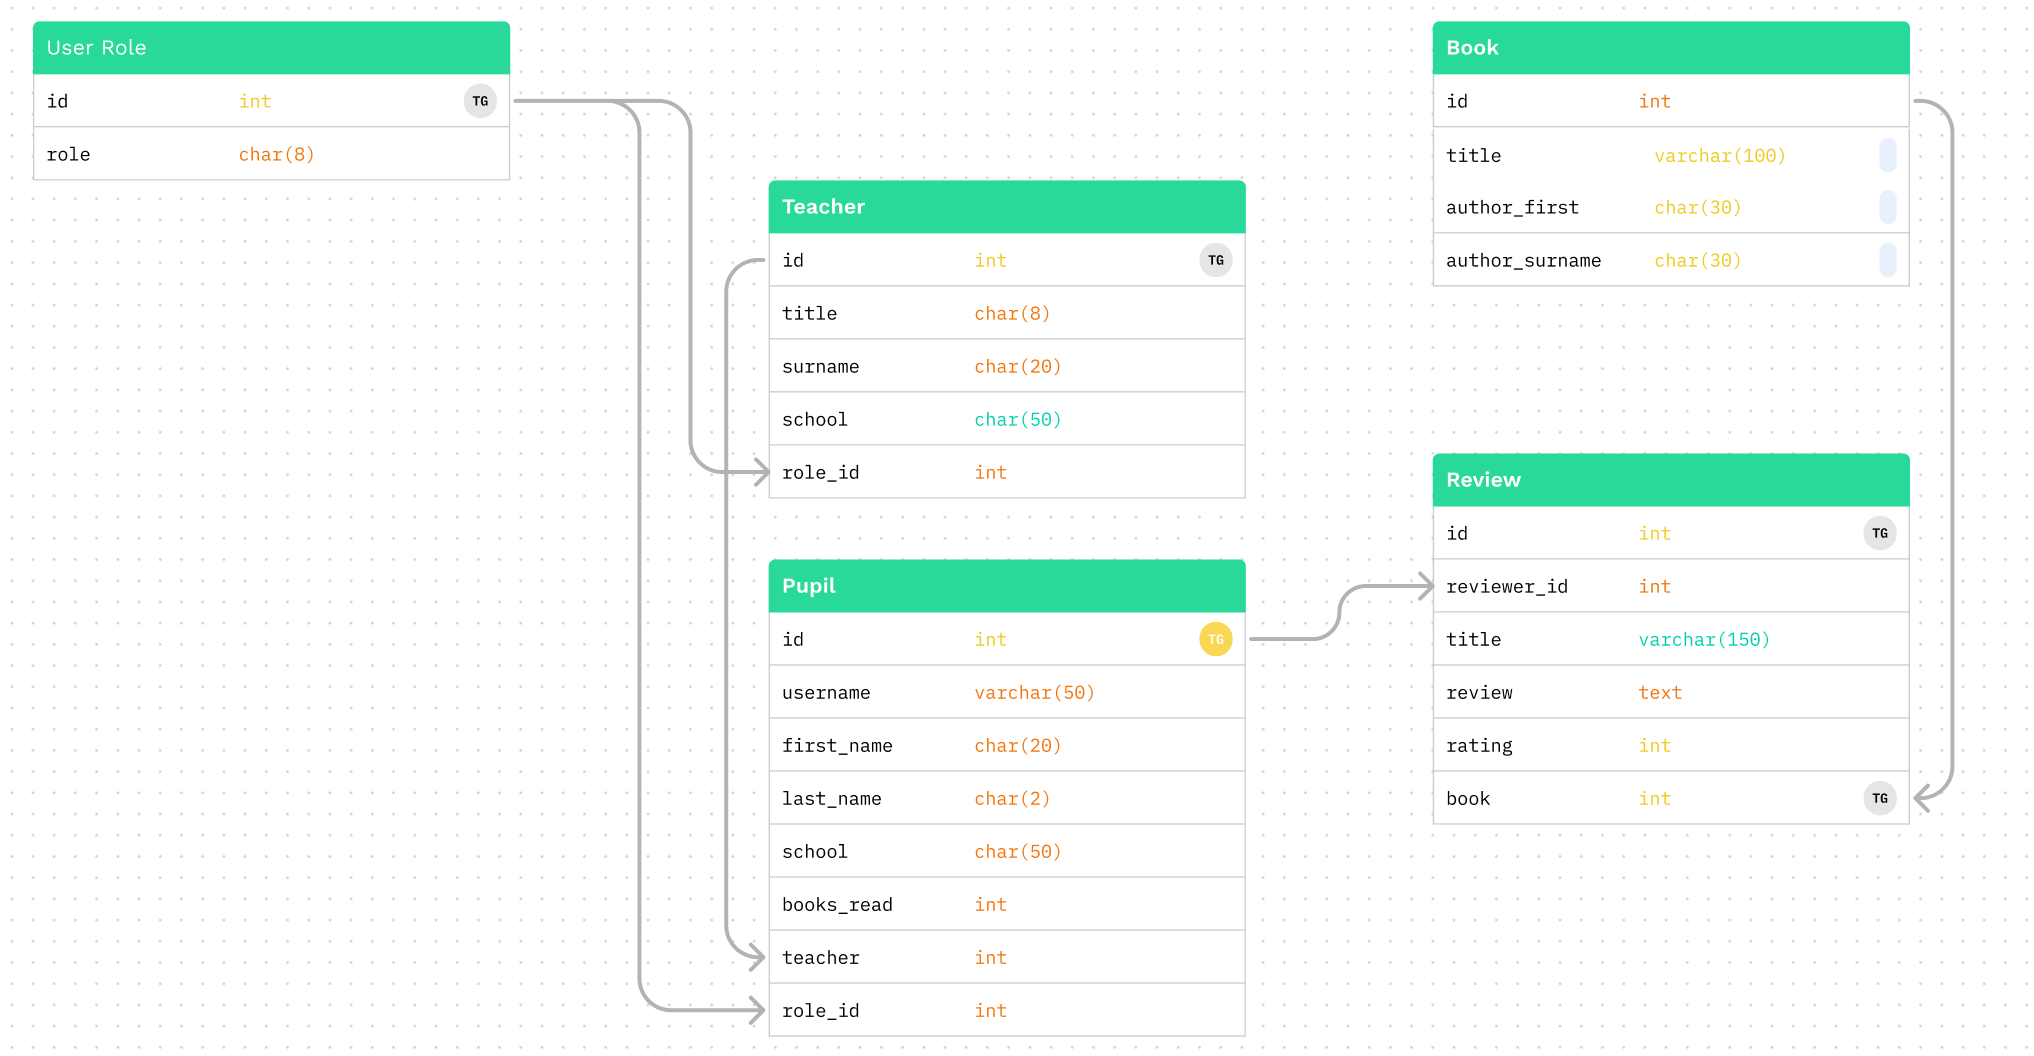 User Role
id int TG
role char(8)
Teacher
id int TG
title char(8)
surname char(20)
school char(50)
role_id int
Pupil
id int TG
username varchar(50)
first_name char(20)
last_name char(2)
school char(50)
books_read int
teacher int
role_id int
Book
id int
title varchar(100)
author_first char(30)
author_surname char(30)
Review
id int TG
reviewer_id int
title varchar(150)
review text
rating int
book int TG